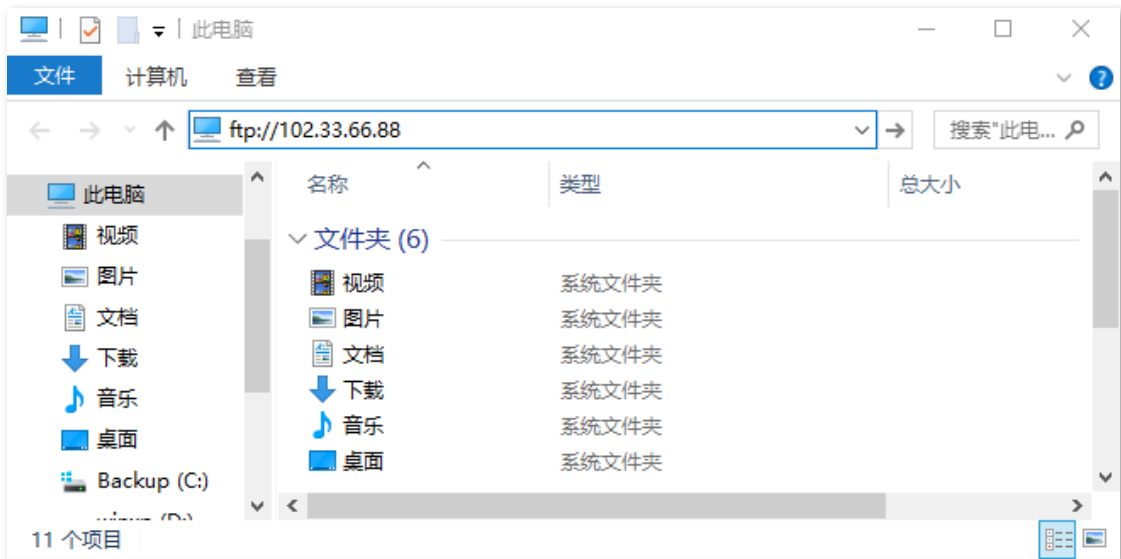 此电脑
文件 计算机 查看
ftp://102.33.66.88 搜索"此电...
此电脑
视频
图片
文档
下载
音乐
桌面
Backup (C:)
名称 类型 总大小
文件夹 (6)
视频 系统文件夹
图片 系统文件夹
文档 系统文件夹
下载 系统文件夹
音乐 系统文件夹
桌面 系统文件夹
11 个项目